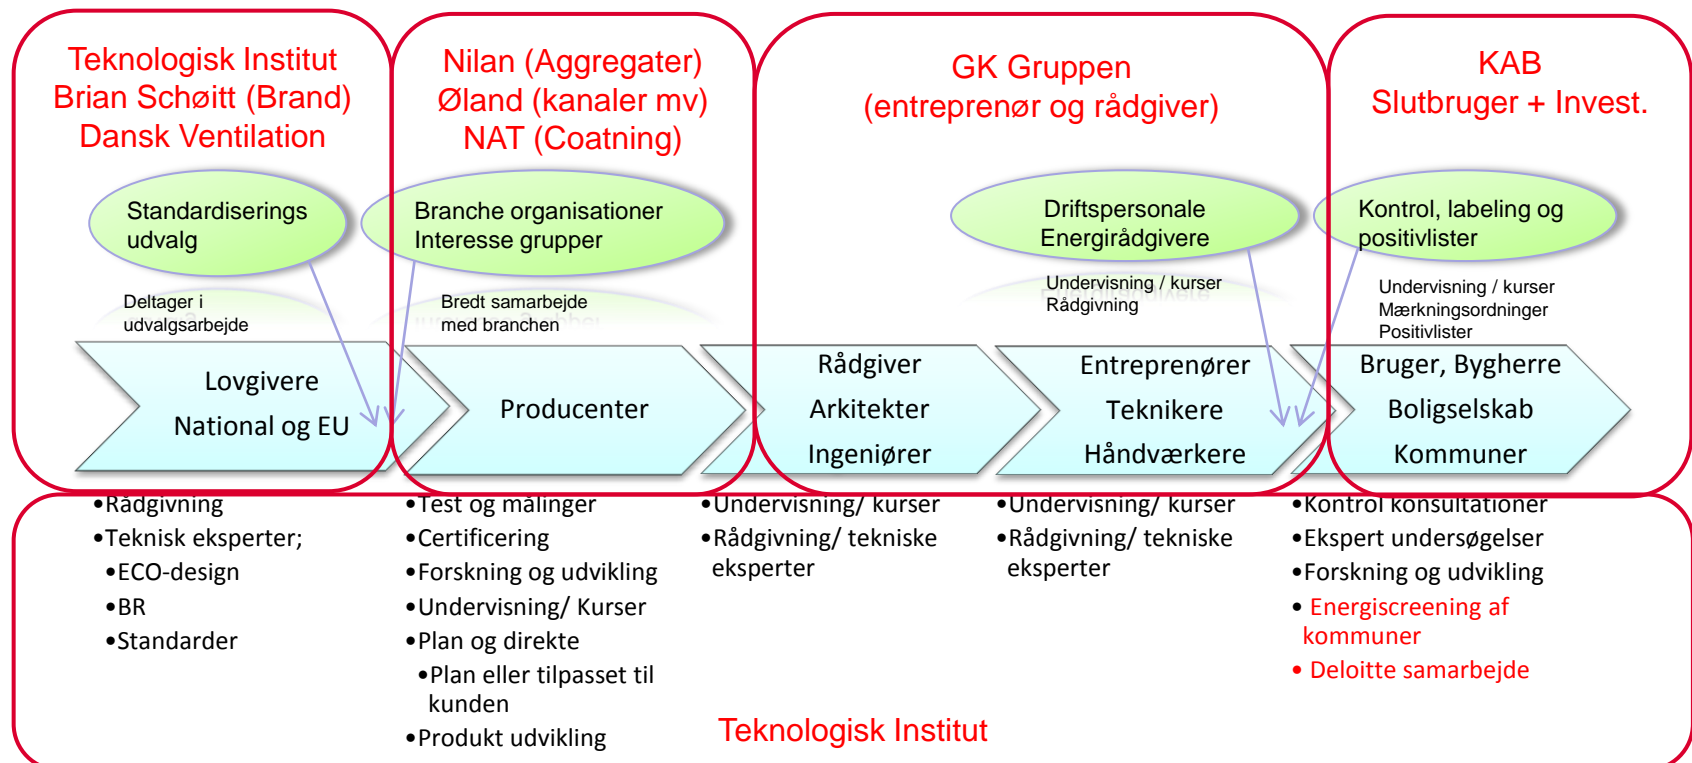 Teknologisk Institut
Brian Schøitt (Brand)
Dansk Ventilation
Nilan (Aggregater)
Øland (kanaler mv)
NAT (Coatning)
GK Gruppen
(entreprenør og rådgiver)
KAB
Slutbruger + Invest.
Standardiserings
udvalg
Branche organisationer
Interesse grupper
Driftspersonale
Energirådgivere
Kontrol, labeling og
positivlister
Deltager i
udvalgsarbejde
Bredt samarbejde
med branchen
Undervisning / kurser
Rådgivning
Undervisning / kurser
Mærkningsordninger
Positivlister
Lovgivere
National og EU
Producenter
Rådgiver
Arkitekter
Ingeniører
Entreprenører
Teknikere
Håndværkere
Bruger, Bygherre
Boligselskab
Kommuner
•Rådgivning
•Teknisk eksperter;
•ECO-design
•BR
•Standarder
•Test og målinger
•Certificering
•Forskning og udvikling
•Undervisning/ Kurser
•Plan og direkte
•Plan eller tilpasset til
kunden
•Produkt udvikling
•Undervisning/ kurser
•Rådgivning/ tekniske
eksperter
•Undervisning/ kurser
•Rådgivning/ tekniske
eksperter
•Kontrol konsultationer
•Ekspert undersøgelser
•Forskning og udvikling
• Energiscreening af
kommuner
• Deloitte samarbejde
Teknologisk Institut